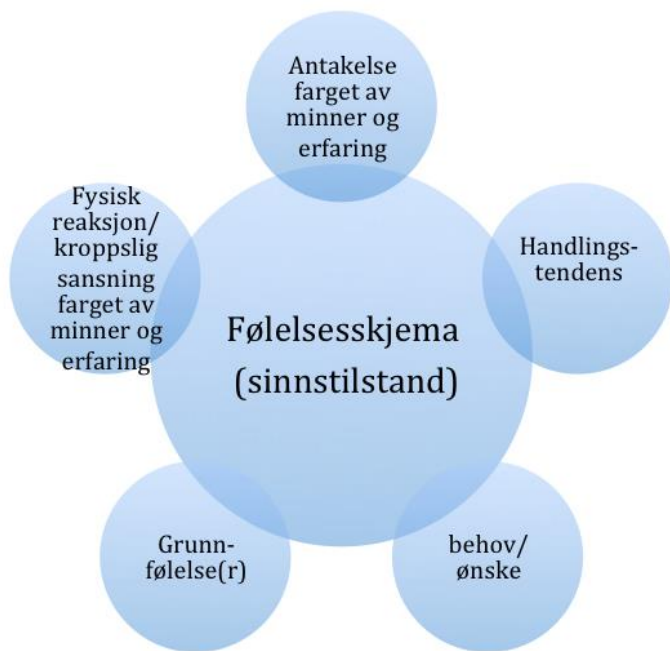 Antakelse
farget av
minner og
erfaring
Fysisk
reaksjon/
kroppslig
sansning
farget av
minner og
erfaring
Handlings-
tendens
Følelsesskjema
(sinnstilstand)
Grunn-
følelse(r)
behov/
ønske